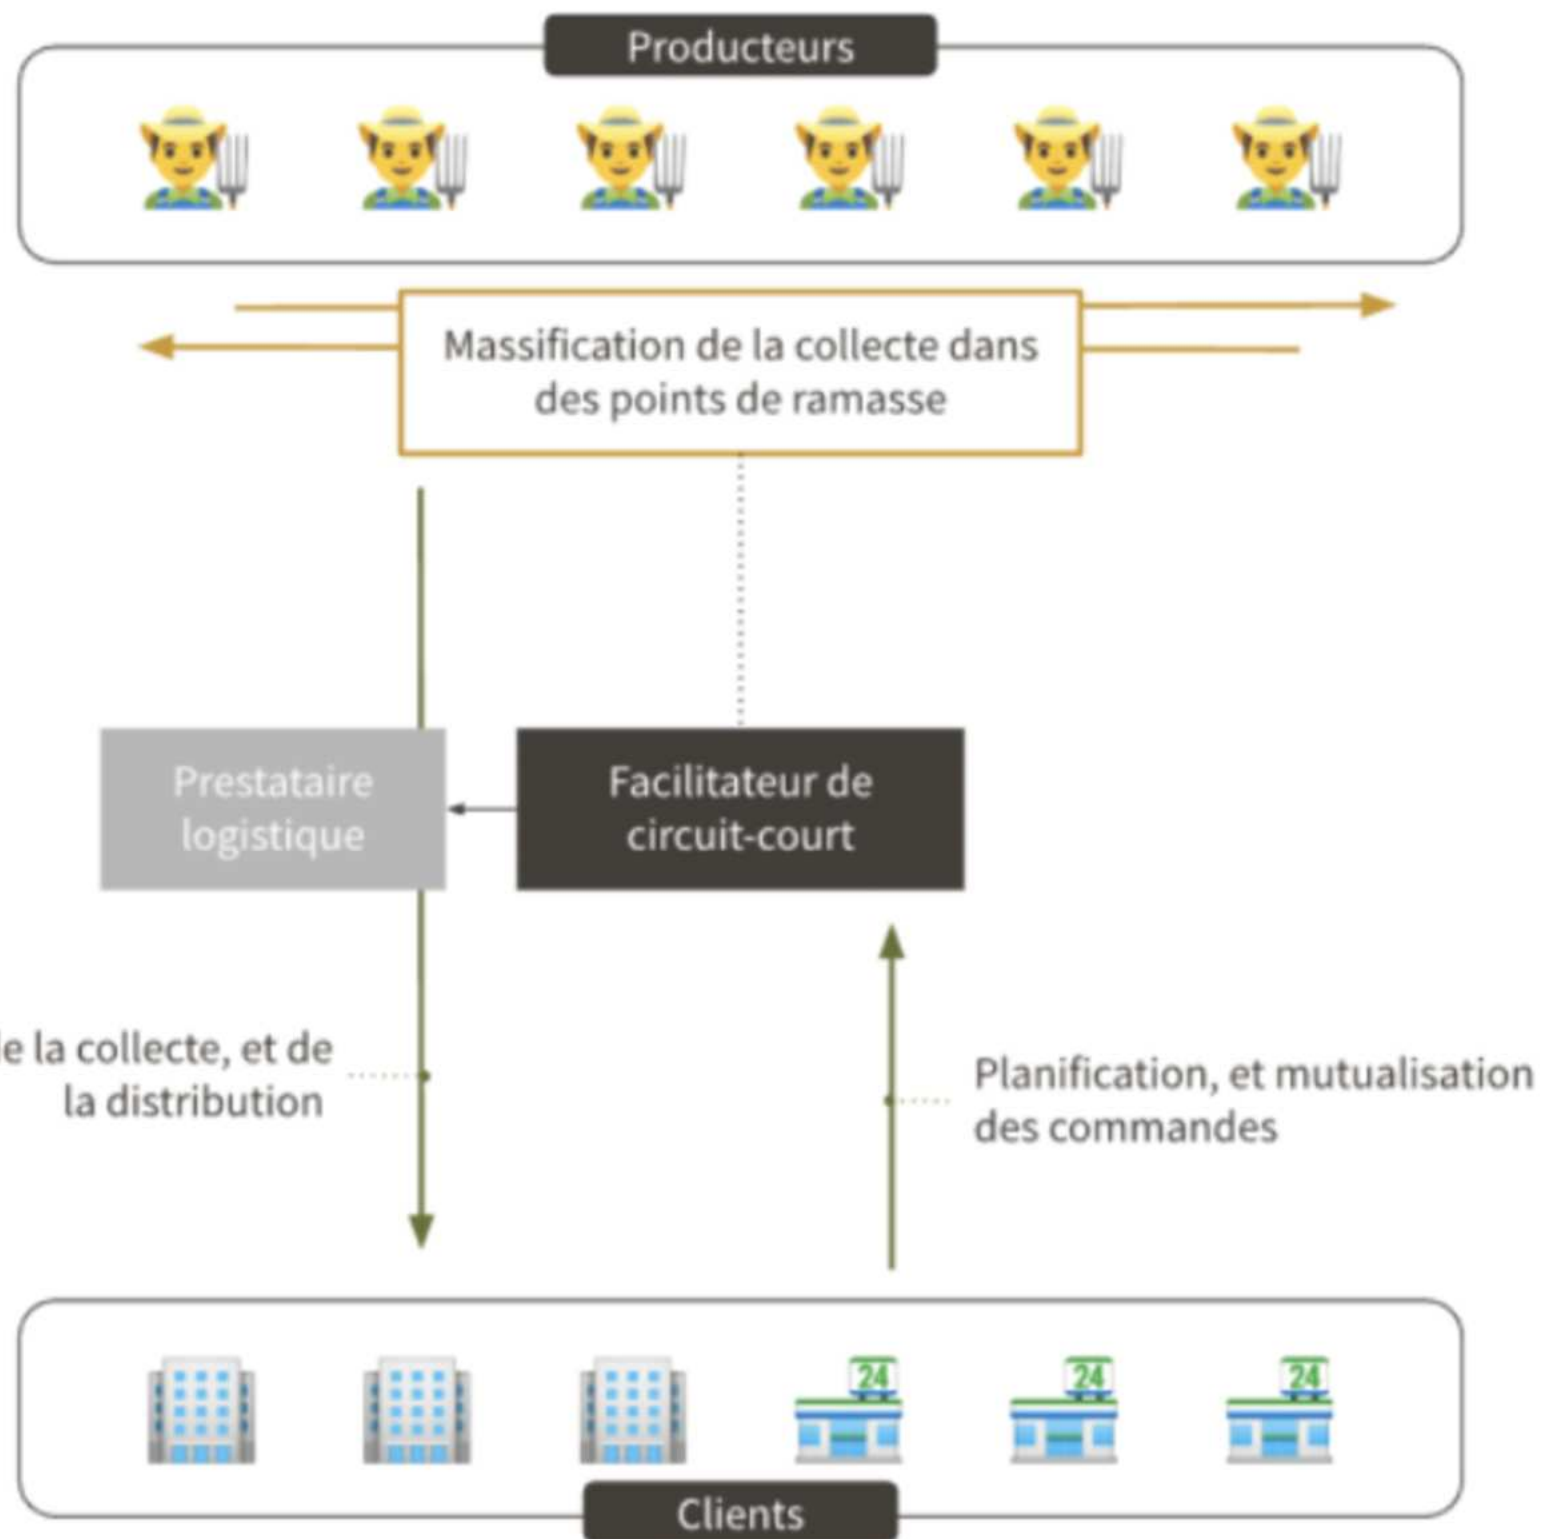 Producteurs
Massification de la collecte dans
des points de ramasse
Prestataire
logistique
Facilitateur de
circuit-court
de la collecte, et de
la distribution
Planification, et mutualisation
des commandes
24
24
24
Clients